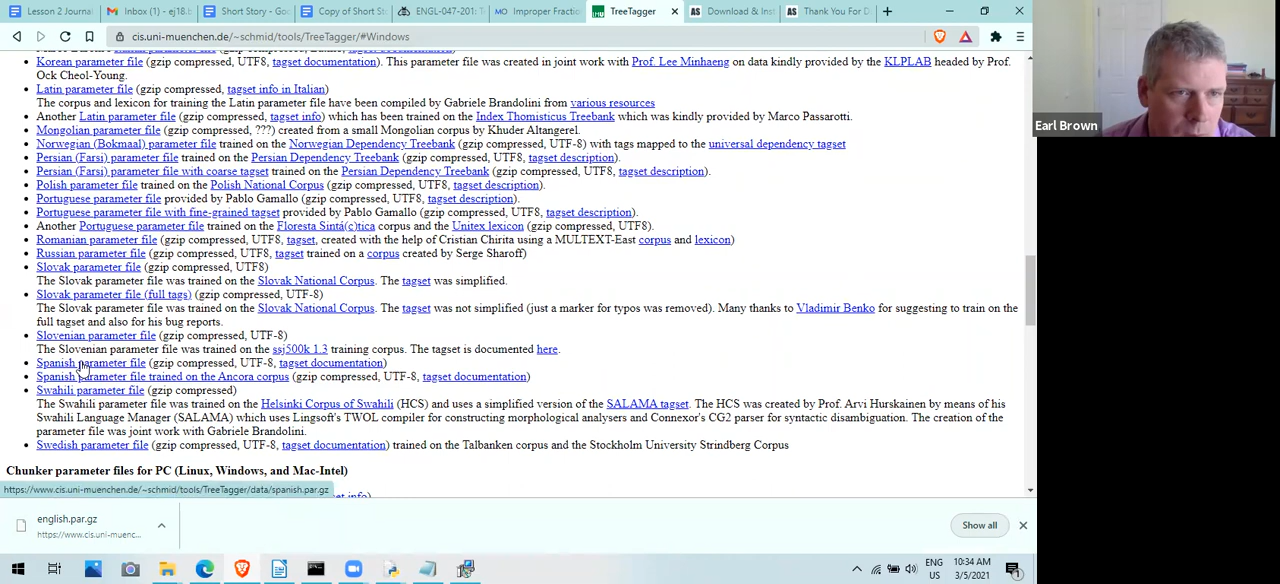 Lesson 2 Journal
Inbox (1) - ej18.b
Short Story - Goo
Copy of Short St
ENGL-047-201: T
Improper Fractio
TreeTagger
Download & Ins
Thank You For D
cis.uni-muenchen.de/~schmid/tools/TreeTagger/#Windows
Korean parameter file (gzip compressed, UTF8, tagset documentation). This parameter file was created in joint work with Prof. Lee Minhaeng on data kindly provided by the KLPLAB headed by Prof.
Ock Cheol-Young.
Latin parameter file (gzip compressed, tagset info in Italian)
The corpus and lexicon for training the Latin parameter file have been compiled by Gabriele Brandolini from various resources
Another Latin parameter file (gzip compressed, tagset info) which has been trained on the Index Thomisticus Treebank which was kindly provided by Marco Passarotti.
Mongolian parameter file (gzip compressed, ???) created from a small Mongolian corpus by Khuder Altangerel.
Norwegian (Bokmaal) parameter file trained on the Norwegian Dependency Treebank (gzip compressed, UTF-8) with tags mapped to the universal dependency tagset
Persian (Farsi) parameter file trained on the Persian Dependency Treebank (gzip compressed, UTF8, tagset description).
Persian (Farsi) parameter file with coarse tagset trained on the Persian Dependency Treebank (gzip compressed, UTF8, tagset description).
Polish parameter file trained on the Polish National Corpus (gzip compressed, UTF8, tagset description).
Portuguese parameter file provided by Pablo Gamallo (gzip compressed, UTF8, tagset description).
Portuguese parameter file with fine-grained tagset provided by Pablo Gamallo (gzip compressed, UTF8, tagset description).
Another Portuguese parameter file trained on the Floresta Sintá(c)tica corpus and the Unitex lexicon (gzip compressed, UTF8).
Romanian parameter file (gzip compressed, UTF8, tagset, created with the help of Cristian Chirita using a MULTEXT-East corpus and lexicon)
Russian parameter file (gzip compressed, UTF8, tagset trained on a corpus created by Serge Sharoff)
Slovak parameter file (gzip compressed, UTF8)
The Slovak parameter file was trained on the Slovak National Corpus. The tagset was simplified.
Slovak parameter file (full tags) (gzip compressed, UTF-8)
The Slovak parameter file was trained on the Slovak National Corpus. The tagset was not simplified (just a marker for typos was removed). Many thanks to Vladimir Benko for suggesting to train on the
full tagset and also for his bug reports.
Slovenian parameter file (gzip compressed, UTF-8)
The Slovenian parameter file was trained on the ssj500k 1.3 training corpus. The tagset is documented here.
Spanish parameter file (gzip compressed, UTF-8, tagset documentation)
Spanish parameter file trained on the Ancora corpus (gzip compressed, UTF-8, tagset documentation)
Swahili parameter file (gzip compressed)
The Swahili parameter file was trained on the Helsinki Corpus of Swahili (HCS) and uses a simplified version of the SALAMA tagset. The HCS was created by Prof. Arvi Hurskainen by means of his
Swahili Language Manager (SALAMA) which uses Lingsoft's TWOL compiler for constructing morphological analysers and Connexor's CG2 parser for syntactic disambiguation. The creation of the
parameter file was joint work with Gabriele Brandolini.
Swedish parameter file (gzip compressed, UTF-8, tagset documentation) trained on the Talbanken corpus and the Stockholm University Strindberg Corpus
Chunker parameter files for PC (Linux, Windows, and Mac-Intel)
https://www.cis.uni-muenchen.de/~schmid/tools/TreeTagger/data/spanish.par.gz
et info)
english.par.gz
https://www.cis.uni-muenc...
Show all
ENG
US
10:34 AM
3/5/2021
Earl Brown